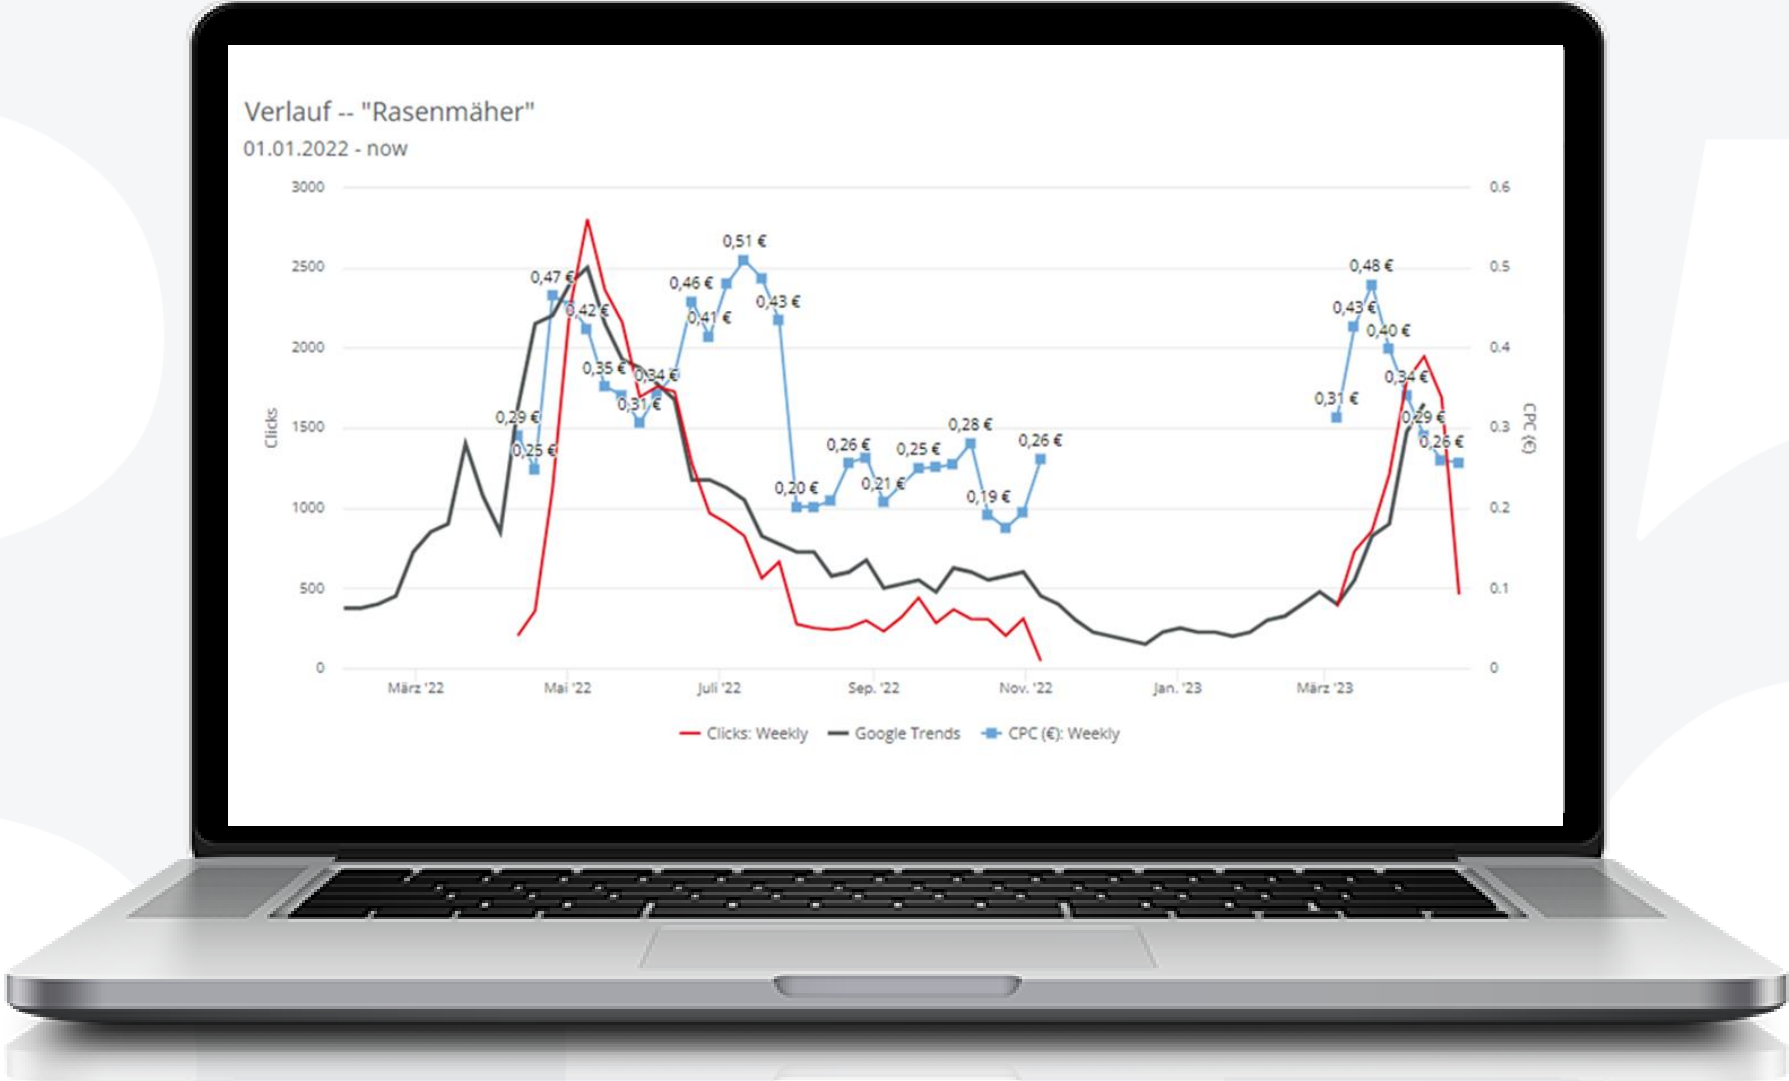 Verlauf -- "Rasenmäher"
01.01.2022 - now
3000
2500
2000
1500
1000
500
0
Clicks
0.6
0.5
0.4
0.3
0.2
0.1
0
CPC (€)
0,29 €
0,25 €
0,47 €
0,42 €
0,35 €
0,31 €
0,34 €
0,46 €
0,41 €
0,51 €
0,43 €
0,20 €
0,26 €
0,21 €
0,25 €
0,28 €
0,19 €
0,26 €
0,31 €
0,43 €
0,48 €
0,40 €
0,34 €
0,29 €
0,26 €
März '22
Mai '22
Juli '22
Sep. '22
Nov. '22
Jan. '23
März '23
Clicks: Weekly
Google Trends
CPC (€): Weekly